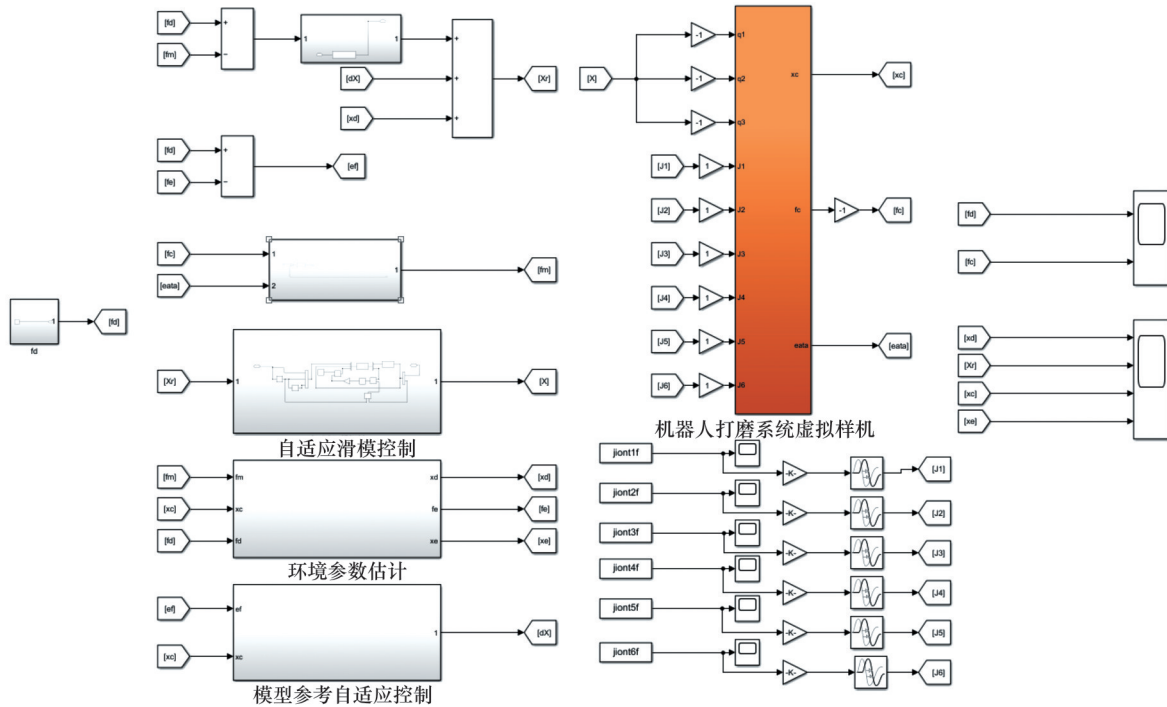 [fd]
[fm]
+
−
1
1
[dX]
[xd]
+
+
+
[Xr]
[fd]
[fe]
+
−
[ef]
[fc]
[eata]
1
2
1
[fm]
1
fd
[fd]
[Xr]
1
1
[X]
自适应滑模控制
[fm]
[xc]
[fd]
fm
xc
fd
xd
fe
xe
[xd]
[fe]
[xe]
环境参数估计
[ef]
[xc]
ef
xc
1
[dX]
模型参考自适应控制
[X]
-1
q1
-1
q2
-1
q3
[J1]
1
J1
[J2]
1
J2
[J3]
1
J3
[J4]
1
J4
[J5]
1
J5
[J6]
1
J6
xc
[xc]
fc
-1
[fc]
eata
[eata]
机器人打磨系统虚拟样机
jiont1f
-K-
[J1]
jiont2f
-K-
[J2]
jiont3f
-K-
[J3]
jiont4f
-K-
[J4]
jiont5f
-K-
[J5]
jiont6f
-K-
[J6]
[fd]
[fc]
[xd]
[Xr]
[xc]
[xe]